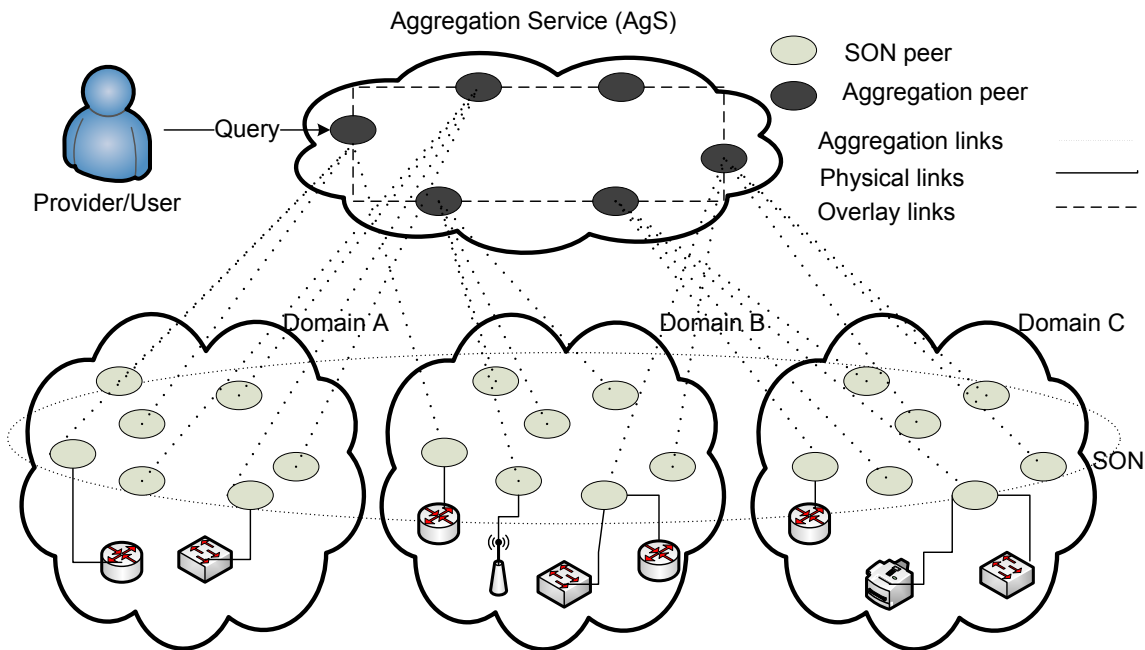 Aggregation Service (AgS)
SON peer
Aggregation peer
Query
Aggregation links
Physical links
Provider/User
Overlay links
Domain A
Domain B
Domain C
SON